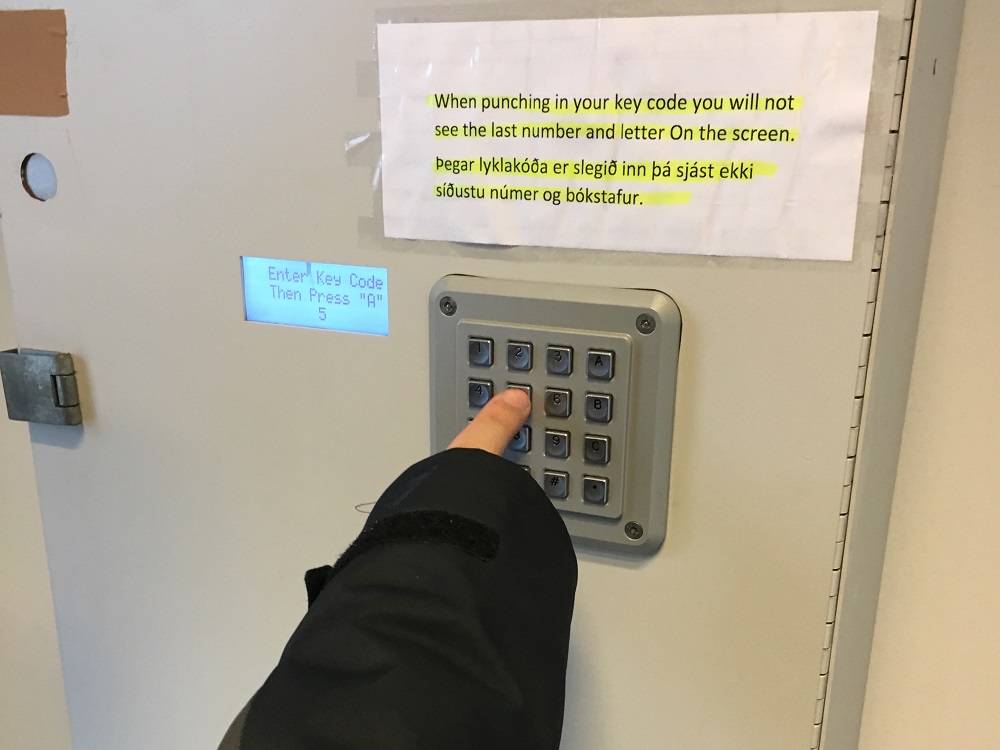 When punching in your key code you will not
see the last number and letter On the screen.
Þegar lyklakóða er slegið inn þá sjást ekki
síðustu númer og bókstafur.
Enter Key Code
Then Press "A"
5
1 2 3 A
4 6 B
9 C
#